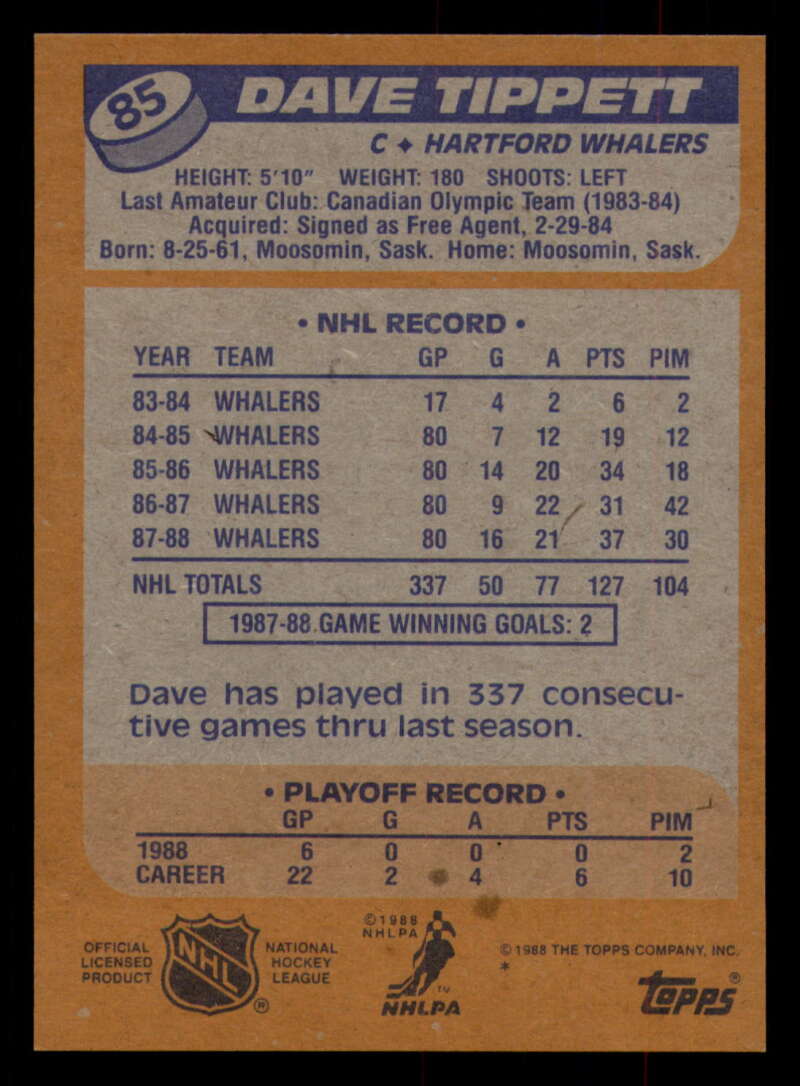 85
DAVE TIPPETT
C ♦ HARTFORD WHALERS
HEIGHT: 5'10" WEIGHT: 180 SHOOTS: LEFT
Last Amateur Club: Canadian Olympic Team (1983-84)
Acquired: Signed as Free Agent, 2-29-84
Born: 8-25-61, Moosomin, Sask. Home: Moosomin, Sask.
• NHL RECORD •
YEAR TEAM GP G A PTS PIM
83-84 WHALERS 17 4 2 6 2
84-85 WHALERS 80 7 12 19 12
85-86 WHALERS 80 14 20 34 18
86-87 WHALERS 80 9 22 31 42
87-88 WHALERS 80 16 21 37 30
NHL TOTALS 337 50 77 127 104
1987-88 GAME WINNING GOALS: 2
Dave has played in 337 consecu-
tive games thru last season.
• PLAYOFF RECORD •
GP G A PTS PIM
1988 6 0 0 0 2
CAREER 22 2 4 6 10
OFFICIAL
LICENSED
PRODUCT
NHL
®
NATIONAL
HOCKEY
LEAGUE
©1988
NHLPA
TM
NHLPA
©1988 THE TOPPS COMPANY, INC.
*
topps®